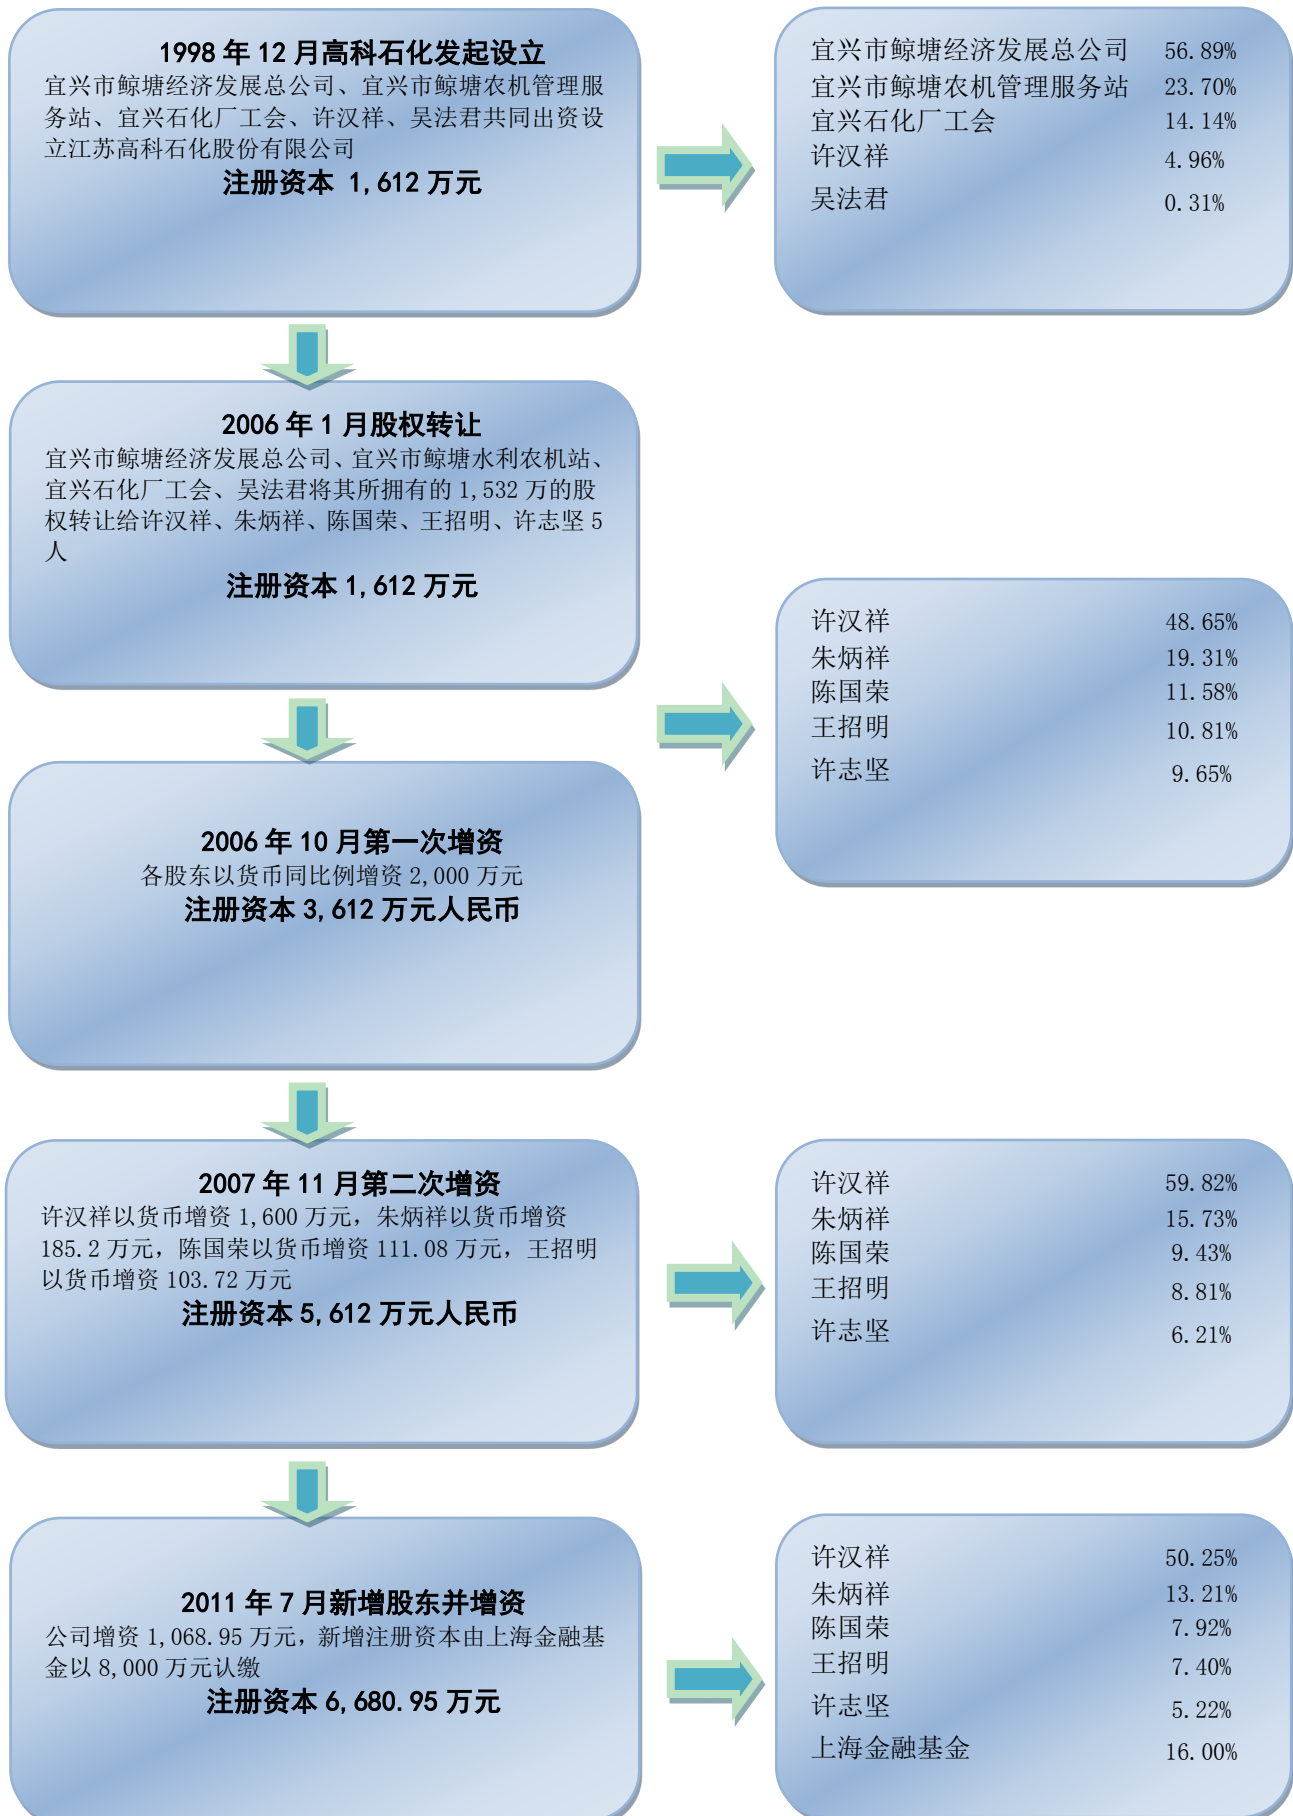 1998 年 12 月高科石化发起设立
宜兴市鲸塘经济发展总公司、宜兴市鲸塘农机管理服
务站、宜兴石化厂工会、许汉祥、吴法君共同出资设
立江苏高科石化股份有限公司
注册资本 1,612 万元
宜兴市鲸塘经济发展总公司 56.89%
宜兴市鲸塘农机管理服务站 23.70%
宜兴石化厂工会 14.14%
许汉祥 4.96%
吴法君 0.31%
2006 年 1 月股权转让
宜兴市鲸塘经济发展总公司、宜兴市鲸塘水利农机站、
宜兴石化厂工会、吴法君将其所拥有的 1,532 万的股
权转让给许汉祥、朱炳祥、陈国荣、王招明、许志坚 5
人
注册资本 1,612 万元
许汉祥 48.65%
朱炳祥 19.31%
陈国荣 11.58%
王招明 10.81%
许志坚 9.65%
2006 年 10 月第一次增资
各股东以货币同比例增资 2,000 万元
注册资本 3,612 万元人民币
2007 年 11 月第二次增资
许汉祥以货币增资 1,600 万元，朱炳祥以货币增资
185.2 万元，陈国荣以货币增资 111.08 万元，王招明
以货币增资 103.72 万元
注册资本 5,612 万元人民币
许汉祥 59.82%
朱炳祥 15.73%
陈国荣 9.43%
王招明 8.81%
许志坚 6.21%
2011 年 7 月新增股东并增资
公司增资 1,068.95 万元，新增注册资本由上海金融基
金以 8,000 万元认缴
注册资本 6,680.95 万元
许汉祥 50.25%
朱炳祥 13.21%
陈国荣 7.92%
王招明 7.40%
许志坚 5.22%
上海金融基金 16.00%